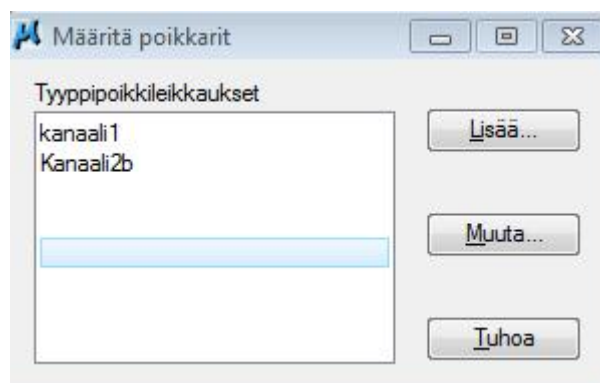 Määritä poikkarit
Tyyppipoikkileikkaukset
kanaali1
Kanaali2b
Lisää...
Muuta...
Tuhoa